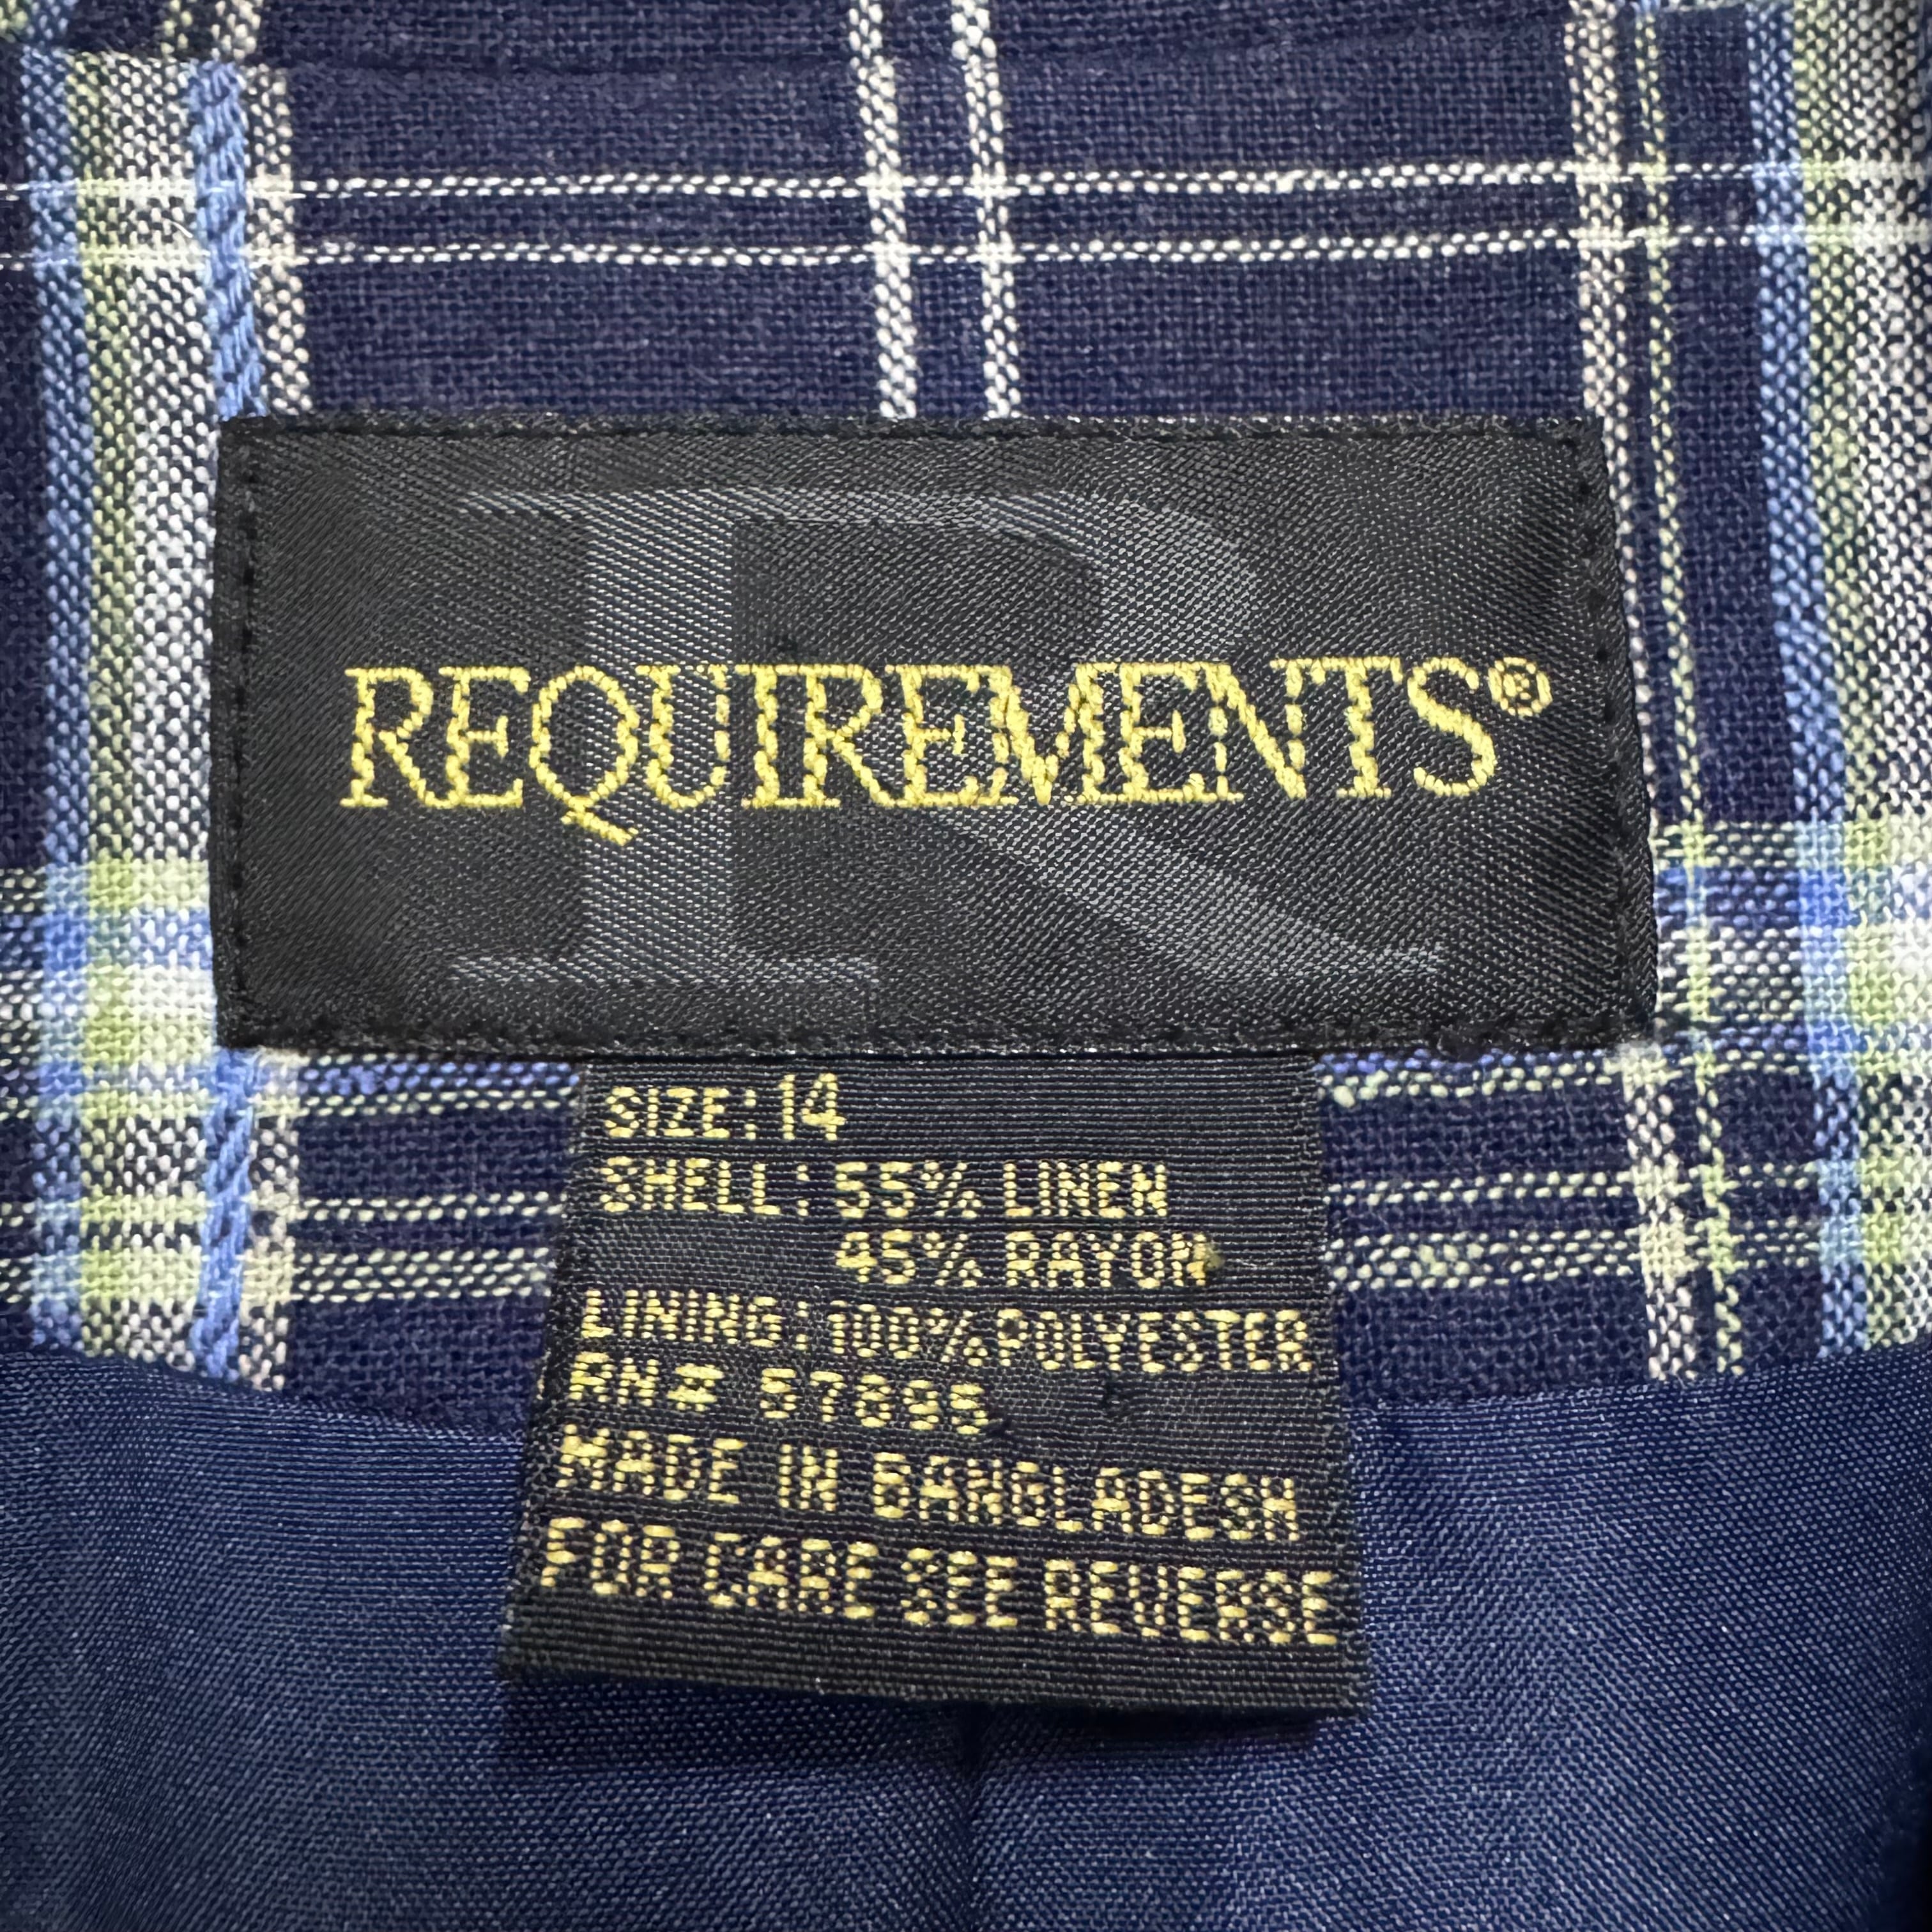 R
REQUIREMENTS®
SIZE: 14
SHELL: 55% LINEN
45% RAYON
LINING: 100% POLYESTER
RN# 57895
MADE IN BANGLADESH
FOR CARE SEE REVERSE